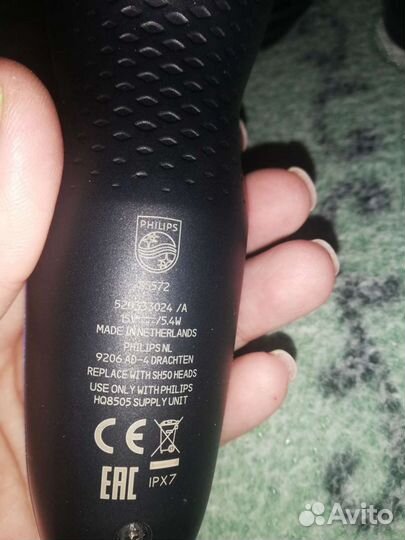 PHILIPS
S5572
520333024 /A
15V /5.4W
MADE IN NETHERLANDS
PHILIPS NL
9206 AD-4 DRACHTEN
REPLACE WITH SH50 HEADS
USE ONLY WITH PHILIPS
HQ8505 SUPPLY UNIT
CE
EAC IPX7
Avito